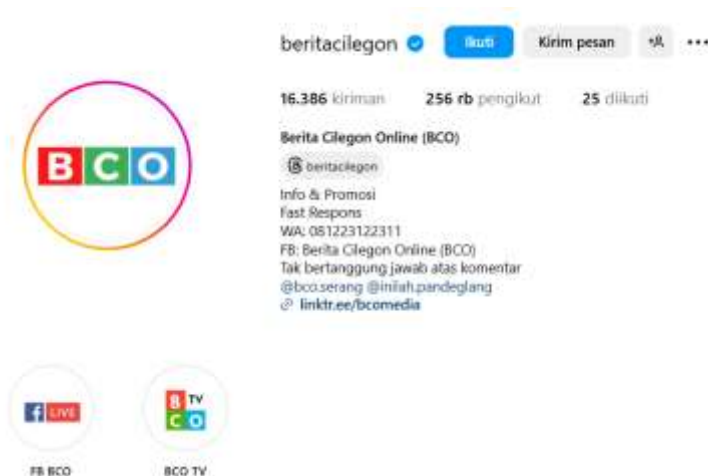 beritacilegon
Ikuti
Kirim pesan
16.386 kiriman 256 rb pengikut 25 diikuti
Berita Cilegon Online (BCO)
beritacilegon
Info & Promosi
Fast Respons
WA: 081223122311
FB: Berita Cilegon Online (BCO)
Tak bertanggung jawab atas komentar
@bco.serang @inilah.pandeglang
linktr.ee/bcomedia
BCO
f LIVE
B TV
CO
FB BCO
BCO TV